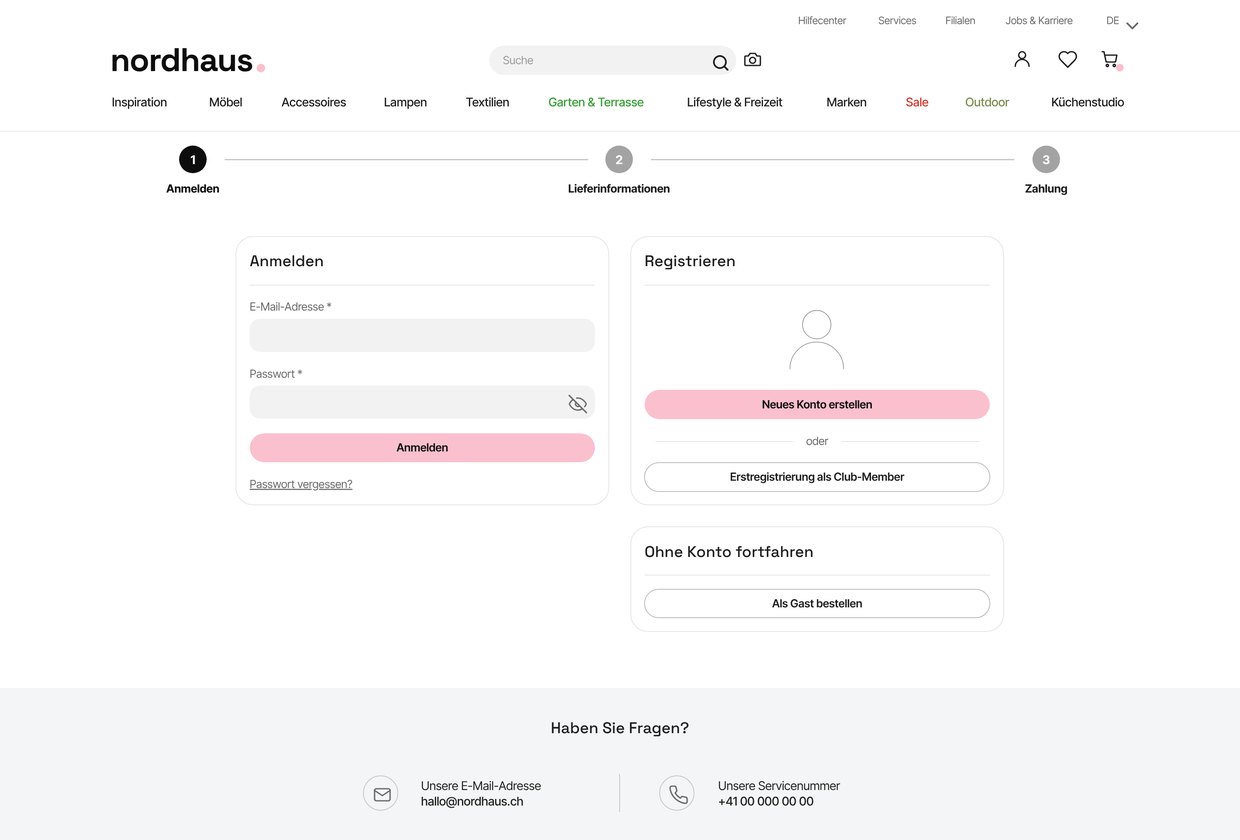 Hilfecenter
Services
Filialen
Jobs & Karriere
DE
nordhaus.
Suche
Inspiration
Möbel
Accessoires
Lampen
Textilien
Garten & Terrasse
Lifestyle & Freizeit
Marken
Sale
Outdoor
Küchenstudio
1
2
3
Anmelden
Lieferinformationen
Zahlung
Anmelden
E-Mail-Adresse *
Passwort *
Anmelden
Passwort vergessen?
Registrieren
Neues Konto erstellen
oder
Erstregistrierung als Club-Member
Ohne Konto fortfahren
Als Gast bestellen
Haben Sie Fragen?
Unsere E-Mail-Adresse
hallo@nordhaus.ch
Unsere Servicenummer
+41 00 000 00 00